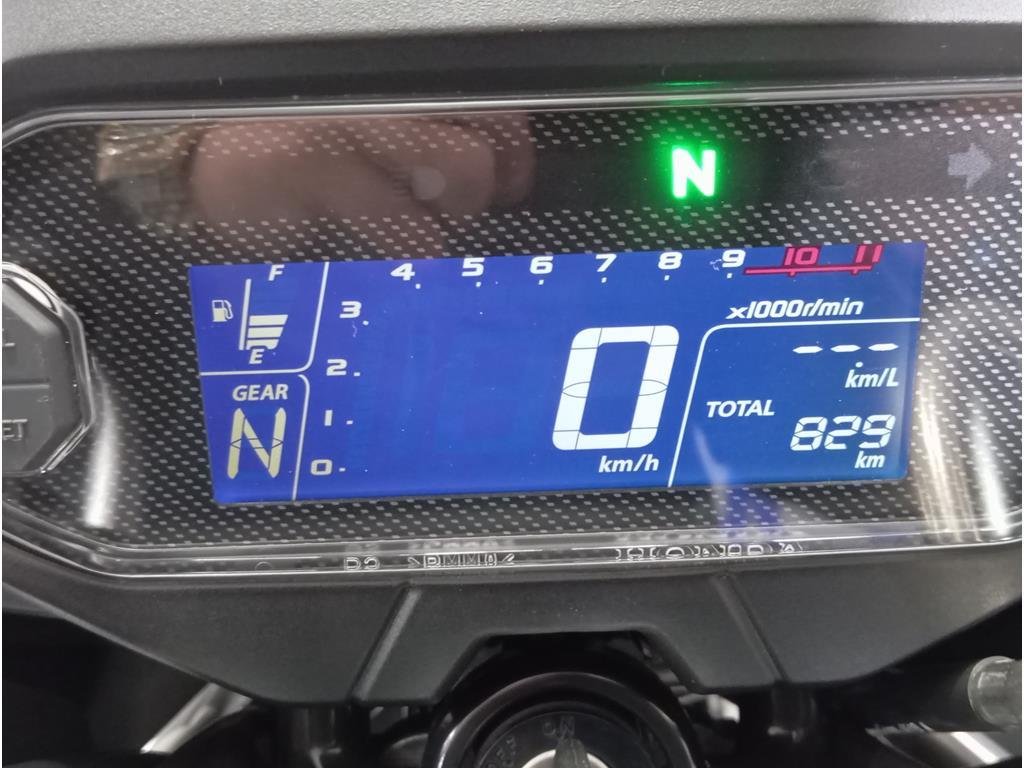 N
F 4 5 6 7 8 9 10 11
3
x1000r/min
2
E
---
km/L
GEAR
N
1
0
TOTAL
829
km
0
km/h